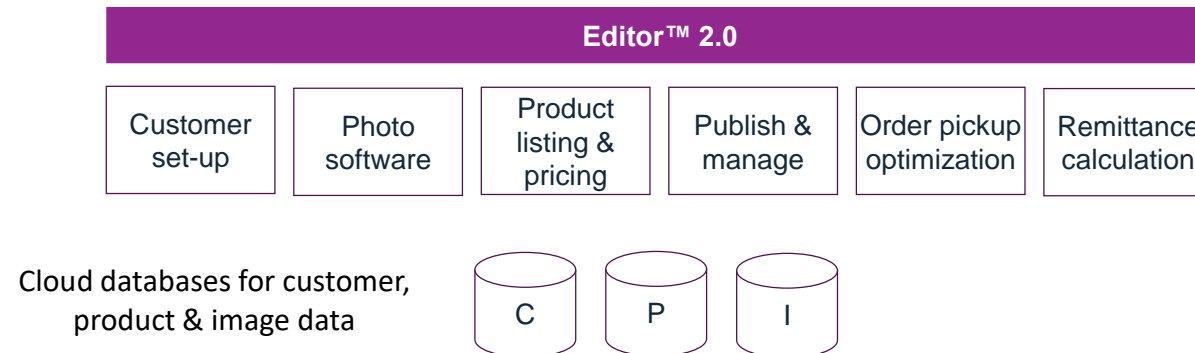 Editor™ 2.0
Customer
set-up
Photo
software
Product
listing &
pricing
Publish &
manage
Order pickup
optimization
Remittance
calculation
Cloud databases for customer,
product & image data
C
P
I